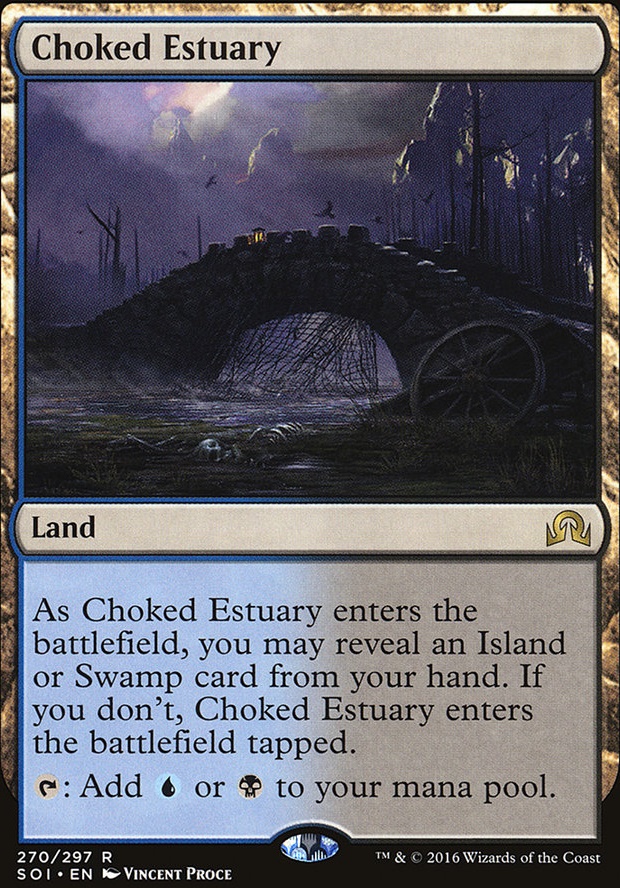 Choked Estuary
Land
As Choked Estuary enters the
battlefield, you may reveal an Island
or Swamp card from your hand. If
you don't, Choked Estuary enters
the battlefield tapped.
: Add or to your mana pool.
270/297 R
SOI • EN Vincent Proce
™ & © 2016 Wizards of the Coast